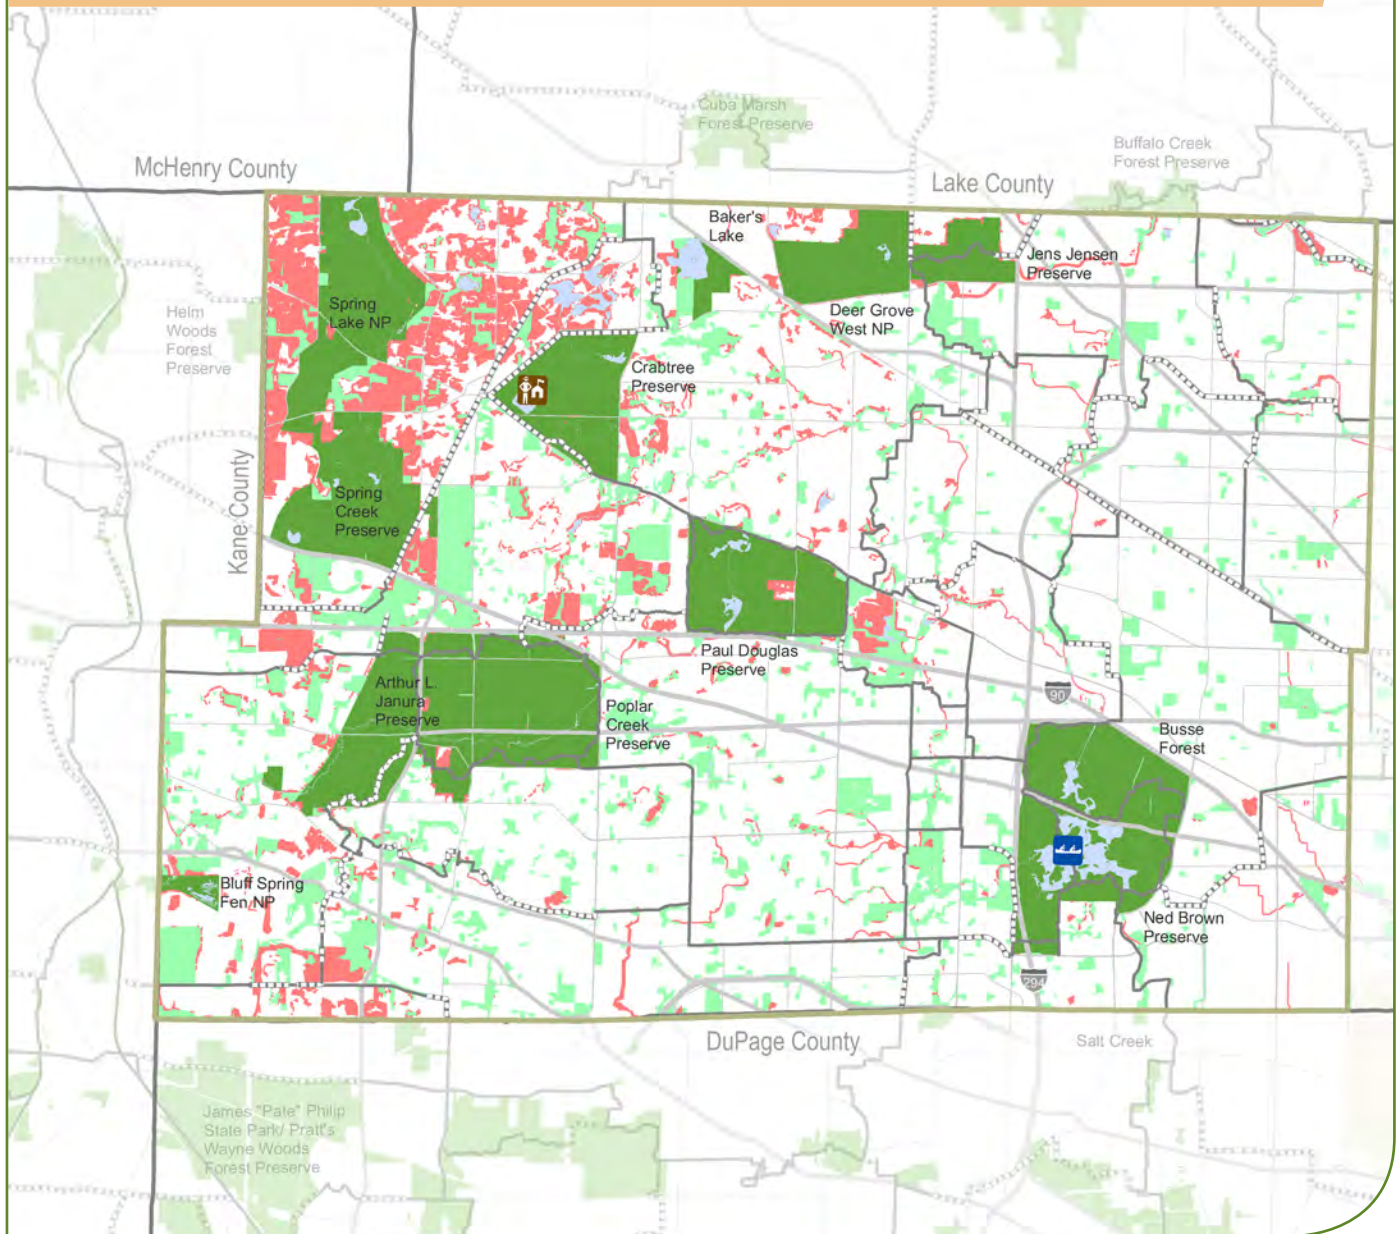 Cuba Marsh
Forest Preserve
Buffalo Creek
Forest Preserve
McHenry County
Lake County
Baker's
Lake
Jens Jensen
Preserve
Spring
Lake NP
Helm
Woods
Forest
Preserve
Deer Grove
West NP
Crabtree
Preserve
Kane County
Spring
Creek
Preserve
Paul Douglas
Preserve
Arthur L.
Janura
Preserve
90
Poplar
Creek
Preserve
Busse
Forest
Bluff Spring
Fen NP
Ned Brown
Preserve
294
DuPage County
Salt Creek
James "Pate" Philip
State Park/ Pratt's
Wayne Woods
Forest Preserve